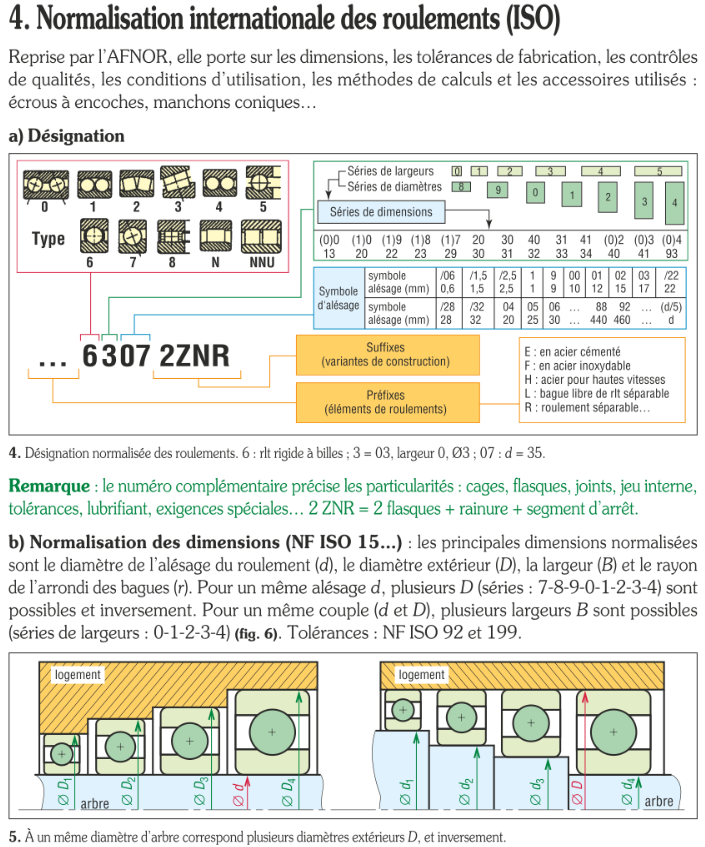 4. Normalisation internationale des roulements (ISO)
Reprise par l'AFNOR, elle porte sur les dimensions, les tolérances de fabrication, les contrôles
de qualités, les conditions d'utilisation, les méthodes de calculs et les accessoires utilisés :
écrous à encoches, manchons coniques…
a) Désignation
0 1 2 3 4 5
Type
6 7 8 N NNU
Séries de largeurs 0 1 2 3 4 5
Séries de diamètres 8 9 0 1 2 3 4
Séries de dimensions
(0)0 (1)0 (1)9 (1)8 (1)7 20 30 40 31 41 (0)2 (0)3 (0)4
13 20 22 23 29 30 31 32 33 34 40 41 93
Symbole d'alésage
symbole /06 /1,5 /2,5 1 9 00 01 02 03 /22
alésage (mm) 0,6 1,5 2,5 1 9 10 12 15 17 22
symbole /28 /32 04 05 06 ... 88 92 ... (d/5)
alésage (mm) 28 32 20 25 30 ... 440 460 ... d
... 6307 2ZNR
Suffixes
(variantes de construction)
Préfixes
(éléments de roulements)
E : en acier cémenté
F : en acier inoxydable
H : acier pour hautes vitesses
L : bague libre de rlt séparable
R : roulement séparable…
4. Désignation normalisée des roulements. 6 : rlt rigide à billes ; 3 = 03, largeur 0, Ø3 ; 07 : d = 35.
Remarque : le numéro complémentaire précise les particularités : cages, flasques, joints, jeu interne,
tolérances, lubrifiant, exigences spéciales… 2 ZNR = 2 flasques + rainure + segment d'arrêt.
b) Normalisation des dimensions (NF ISO 15…) : les principales dimensions normalisées
sont le diamètre de l'alésage du roulement (d), le diamètre extérieur (D), la largeur (B) et le rayon
de l'arrondi des bagues (r). Pour un même alésage d, plusieurs D (séries : 7-8-9-0-1-2-3-4) sont
possibles et inversement. Pour un même couple (d et D), plusieurs largeurs B sont possibles
(séries de largeurs : 0-1-2-3-4) (fig. 6). Tolérances : NF ISO 92 et 199.
logement
Ø D1
arbre
Ø D2
Ø D3
Ø d
Ø D4
logement
Ø d1
Ø d2
Ø d3
Ø D
Ø d4
arbre
5. À un même diamètre d'arbre correspond plusieurs diamètres extérieurs D, et inversement.